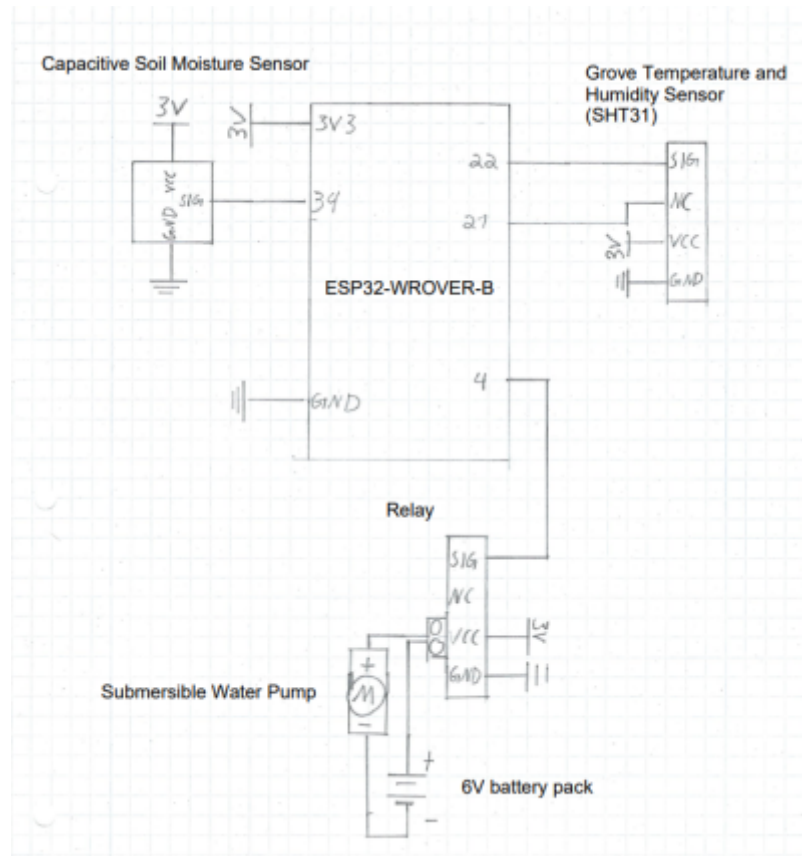 Capacitive Soil Moisture Sensor
Grove Temperature and
Humidity Sensor
(SHT31)
3V
3V
3V3
22
SIG
VCC
SIG
GND
34
NC
21
3V
VCC
ESP32-WROVER-B
GND
4
GND
Relay
SIG
NC
VCC
3V
GND
+
M
-
Submersible Water Pump
+
6V battery pack
-